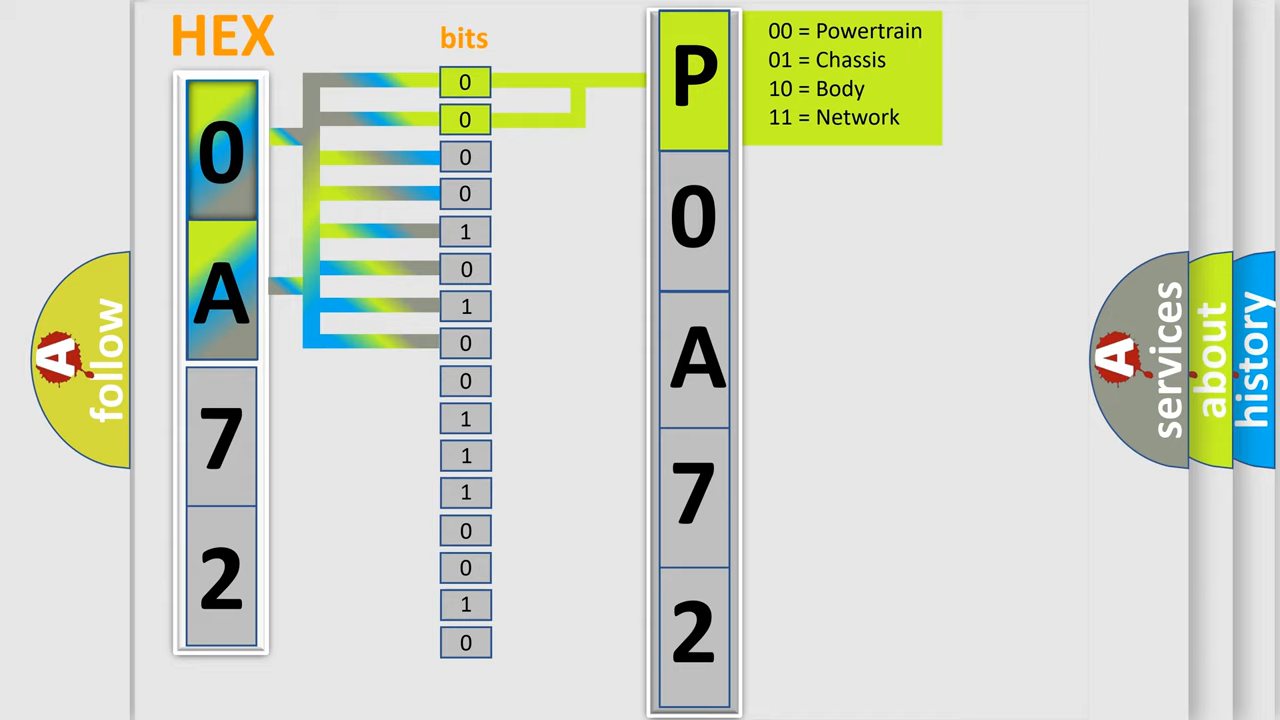 HEX
bits
0
A
7
2
0
0
0
0
1
0
1
0
0
1
1
1
0
0
1
0
P
0
A
7
2
00 = Powertrain
01 = Chassis
10 = Body
11 = Network
A
follow
A
services
about
history